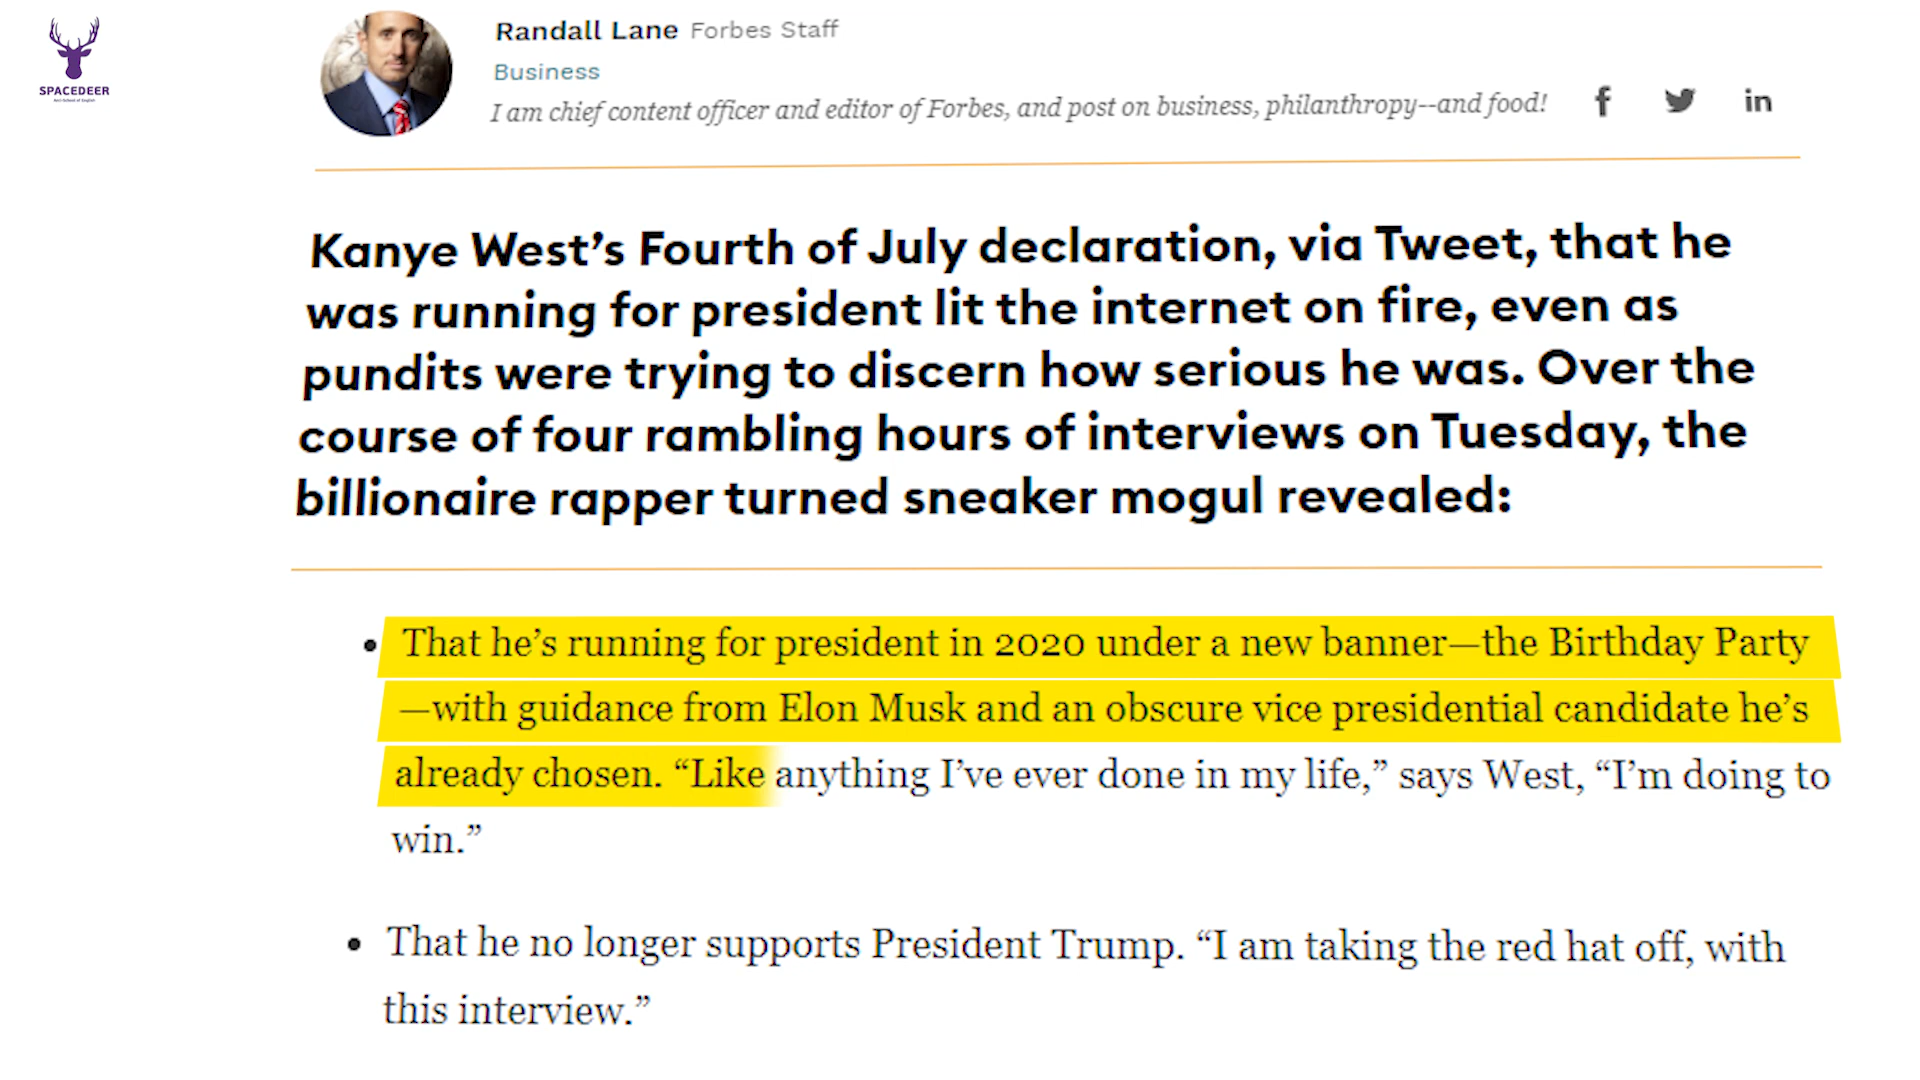 SPACEDEER
Randall Lane Forbes Staff
Business
I am chief content officer and editor of Forbes, and post on business, philanthropy--and food!
Kanye West’s Fourth of July declaration, via Tweet, that he
was running for president lit the internet on fire, even as
pundits were trying to discern how serious he was. Over the
course of four rambling hours of interviews on Tuesday, the
billionaire rapper turned sneaker mogul revealed:
• That he’s running for president in 2020 under a new banner—the Birthday Party
—with guidance from Elon Musk and an obscure vice presidential candidate he’s
already chosen. “Like anything I’ve ever done in my life,” says West, “I’m doing to
win.”
• That he no longer supports President Trump. “I am taking the red hat off, with
this interview.”